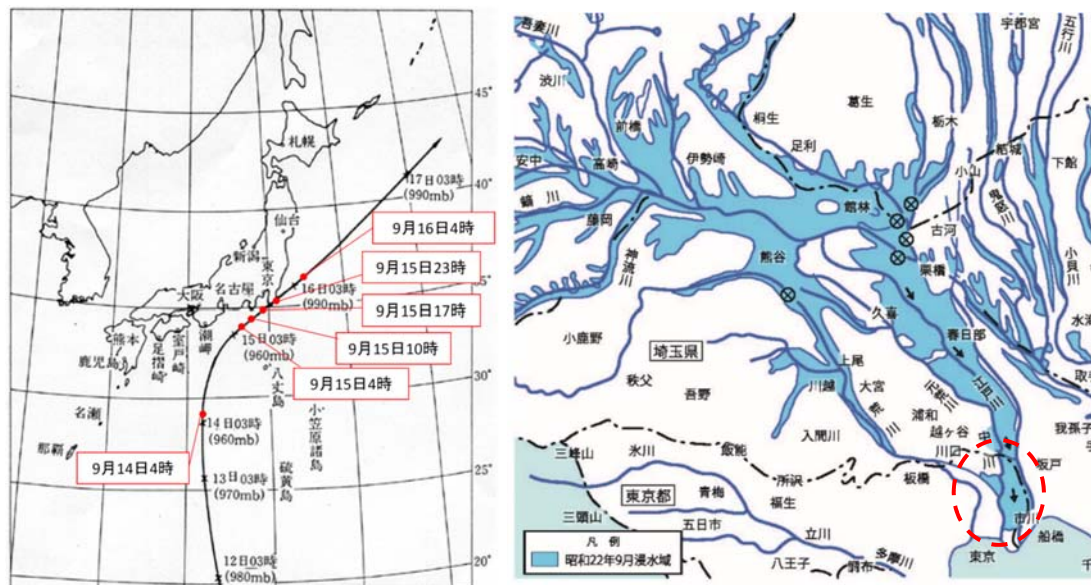 45°
札幌
17日03時
(990mb)
40°
仙台
9月16日4時
新潟
東京
9月15日23時
35°
名古屋
大阪
16日03時
(990mb)
9月15日17時
熊本
鹿児島
足摺崎
室戸崎
潮岬
15日03時
(960mb)
9月15日10時
八丈島
30°
9月15日4時
名瀬
14日03時
(960mb)
小笠原諸島
那覇
9月14日4時
硫黄島
25°
13日03時
(970mb)
12日03時
(980mb)
20°
吾妻川
宇都宮
五行川
渋川
桐生
葛生
栃木
前橋
足利
結城
下館
安中
高崎
伊勢崎
小山
鬼怒川
鏑川
館林
藤岡
古河
小貝川
神流川
熊谷
栗橋
久喜
小鹿野
春日部
埼玉県
上尾
秩父
川越
大宮
元荒川
江戸川
吾野
荒川
浦和
我孫子
入間川
越ヶ谷
中川
三峰山
氷川
飯能
川口
所沢
板橋
東京都
青梅
福生
三頭山
市川
五日市
立川
船橋
凡例
昭和22年9月浸水域
多摩川
東京
八王子
調布